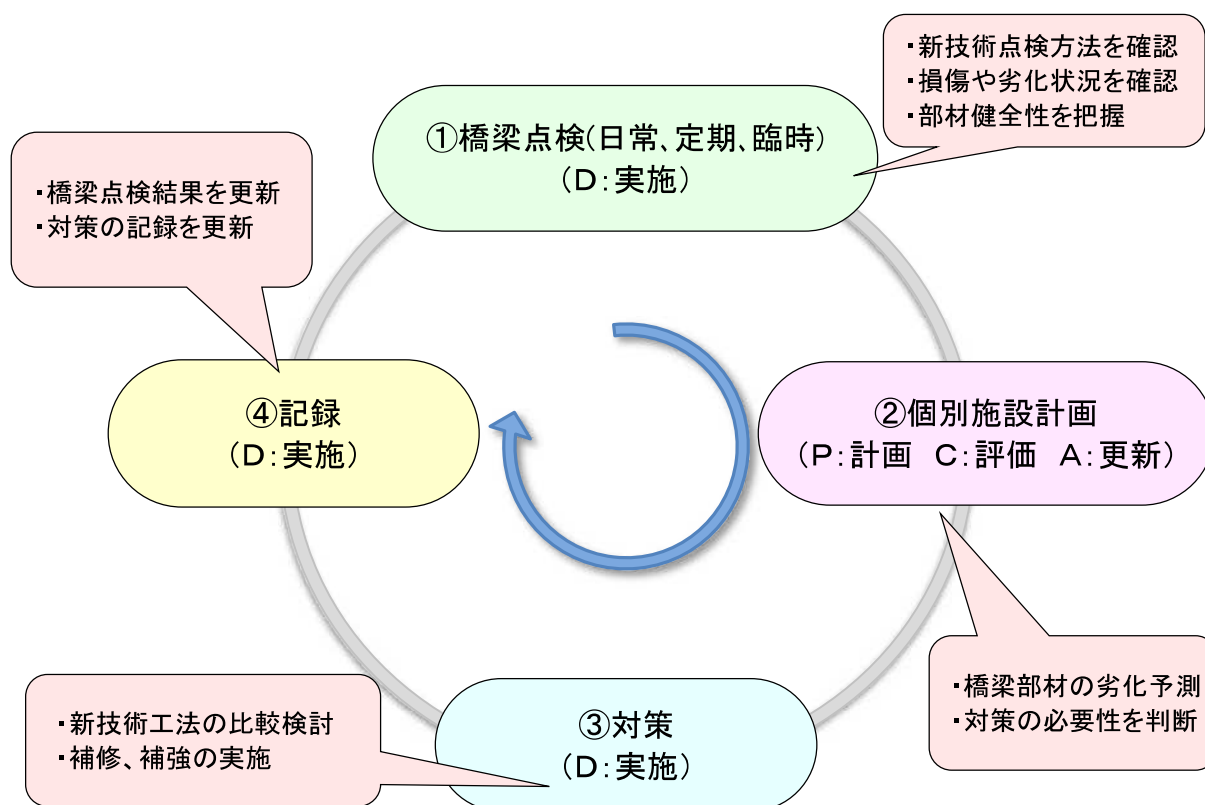 ・新技術点検方法を確認
・損傷や劣化状況を確認
・部材健全性を把握
①橋梁点検(日常、定期、臨時)
(D:実施)
・橋梁点検結果を更新
・対策の記録を更新
④記録
(D:実施)
②個別施設計画
(P:計画 C:評価 A:更新)
・橋梁部材の劣化予測
・対策の必要性を判断
③対策
(D:実施)
・新技術工法の比較検討
・補修、補強の実施